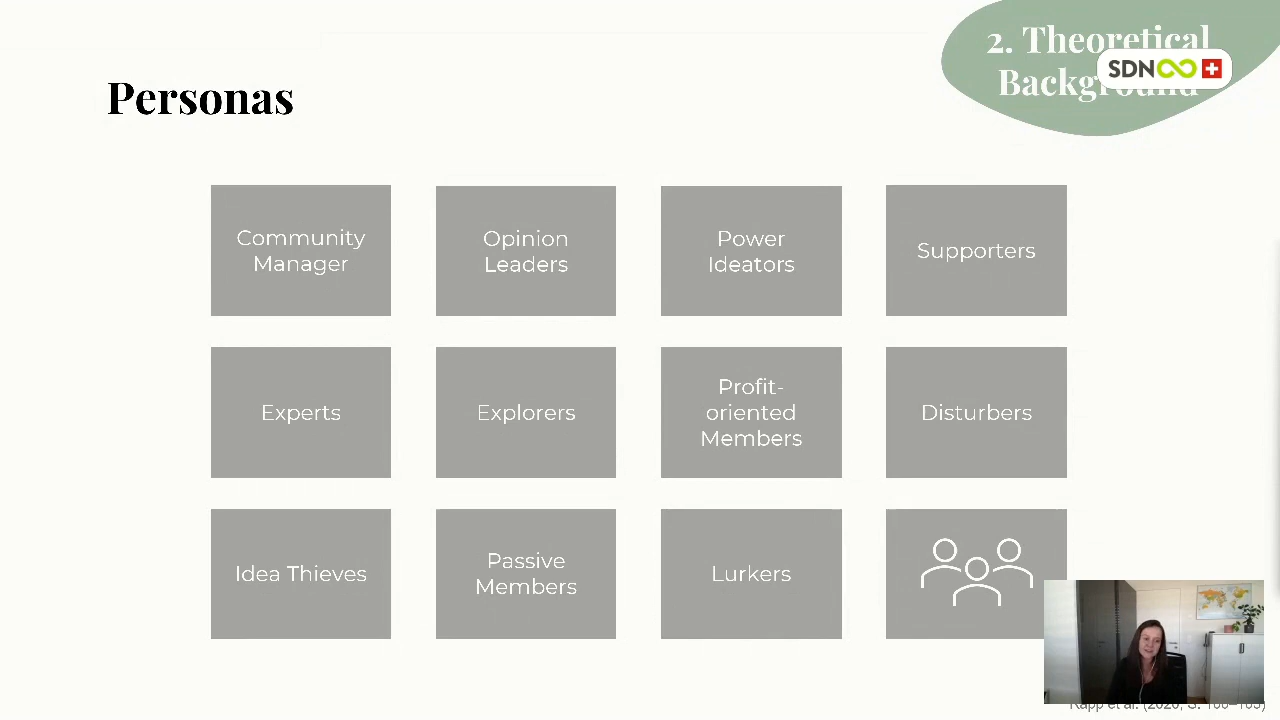 2. Theoretical
Background
SDN
Personas
Community
Manager
Opinion
Leaders
Power
Ideators
Supporters
Experts
Explorers
Profit-
oriented
Members
Disturbers
Idea Thieves
Passive
Members
Lurkers